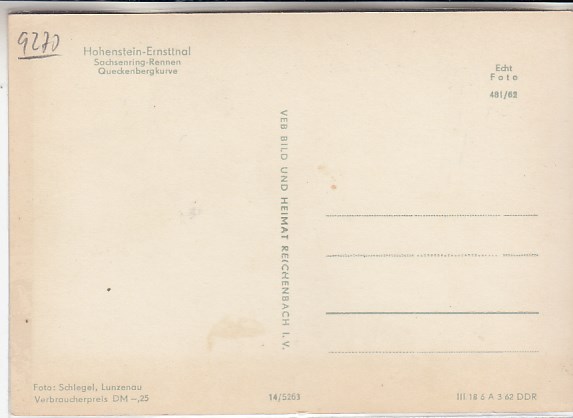 9270
Hohenstein-Ernstthal
Sachsenring-Rennen
Queckenbergkurve
Echt
Foto
481/62
VEB BILD UND HEIMAT REICHENBACH I. V.
Foto: Schlegel, Lunzenau
Verbraucherpreis DM –,25
14/5263
III 18 6 A 3 62 DDR